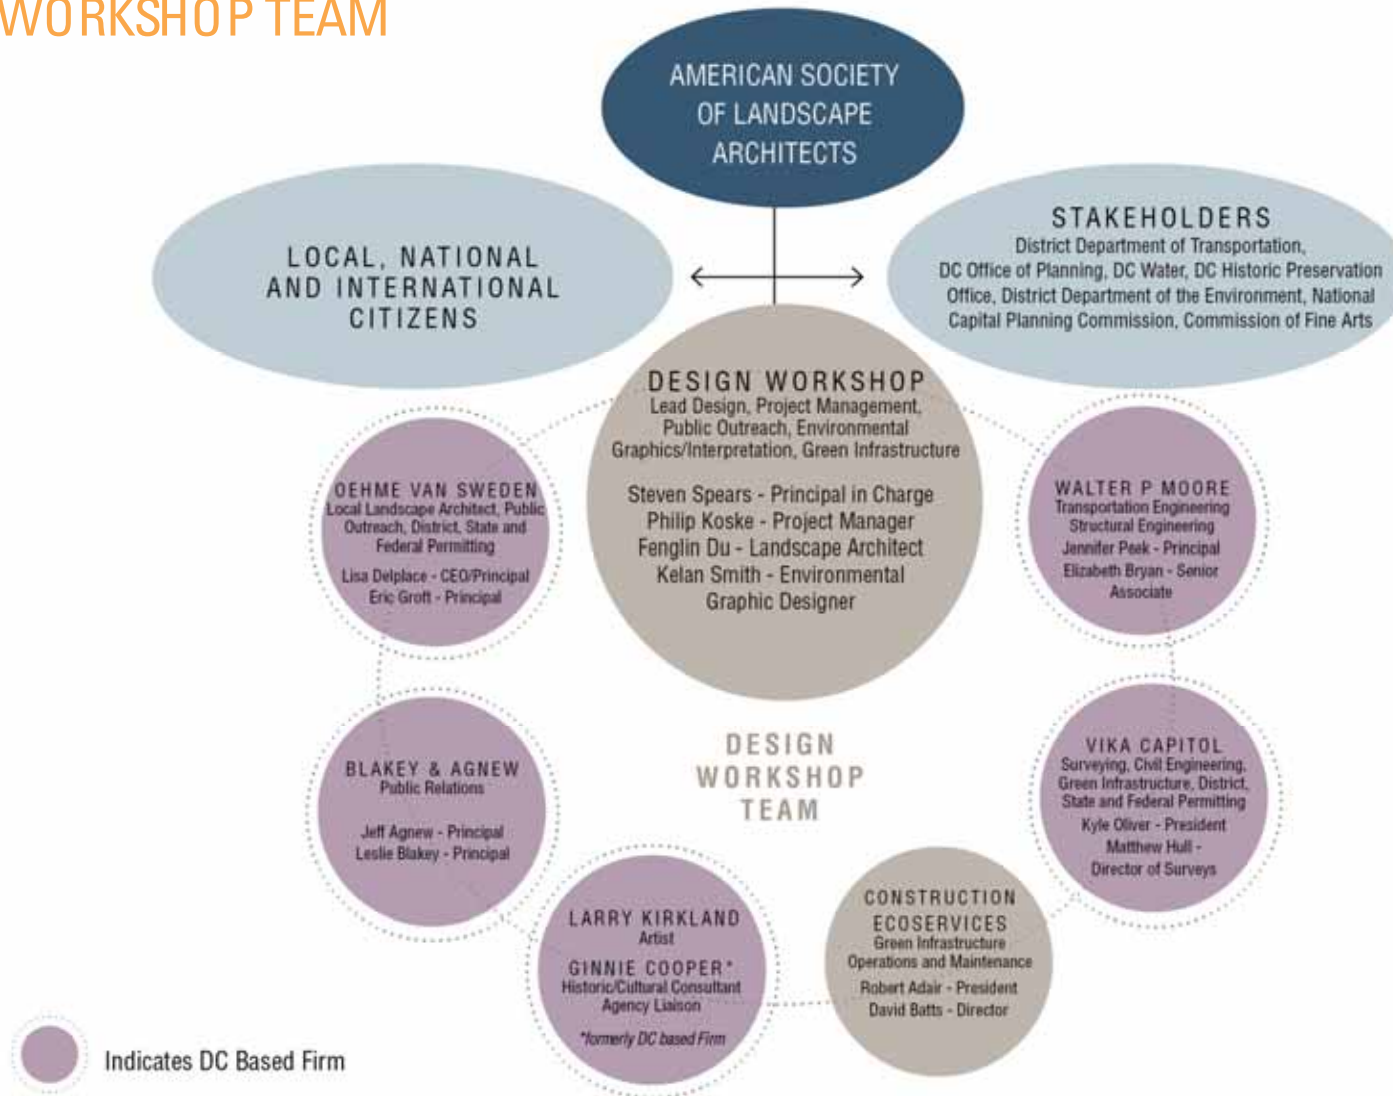 WORKSHOP TEAM
AMERICAN SOCIETY
OF LANDSCAPE
ARCHITECTS
LOCAL, NATIONAL
AND INTERNATIONAL
CITIZENS
STAKEHOLDERS
District Department of Transportation,
DC Office of Planning, DC Water, DC Historic Preservation
Office, District Department of the Environment, National
Capital Planning Commission, Commission of Fine Arts
DESIGN WORKSHOP
Lead Design, Project Management,
Public Outreach, Environmental
Graphics/Interpretation, Green Infrastructure
Steven Spears - Principal in Charge
Philip Koske - Project Manager
Fenglin Du - Landscape Architect
Kelan Smith - Environmental
Graphic Designer
OEHME VAN SWEDEN
Local Landscape Architect, Public
Outreach, District, State and
Federal Permitting
Lisa Delplace - CEO/Principal
Eric Groft - Principal
WALTER P MOORE
Transportation Engineering
Structural Engineering
Jennifer Peek - Principal
Elizabeth Bryan - Senior
Associate
BLAKEY & AGNEW
Public Relations
Jeff Agnew - Principal
Leslie Blakey - Principal
DESIGN
WORKSHOP
TEAM
VIKA CAPITOL
Surveying, Civil Engineering,
Green Infrastructure, District,
State and Federal Permitting
Kyle Oliver - President
Matthew Hull -
Director of Surveys
LARRY KIRKLAND
Artist
GINNIE COOPER*
Historic/Cultural Consultant
Agency Liaison
*formerly DC based Firm
CONSTRUCTION
ECOSERVICES
Green Infrastructure
Operations and Maintenance
Robert Adair - President
David Batts - Director
Indicates DC Based Firm